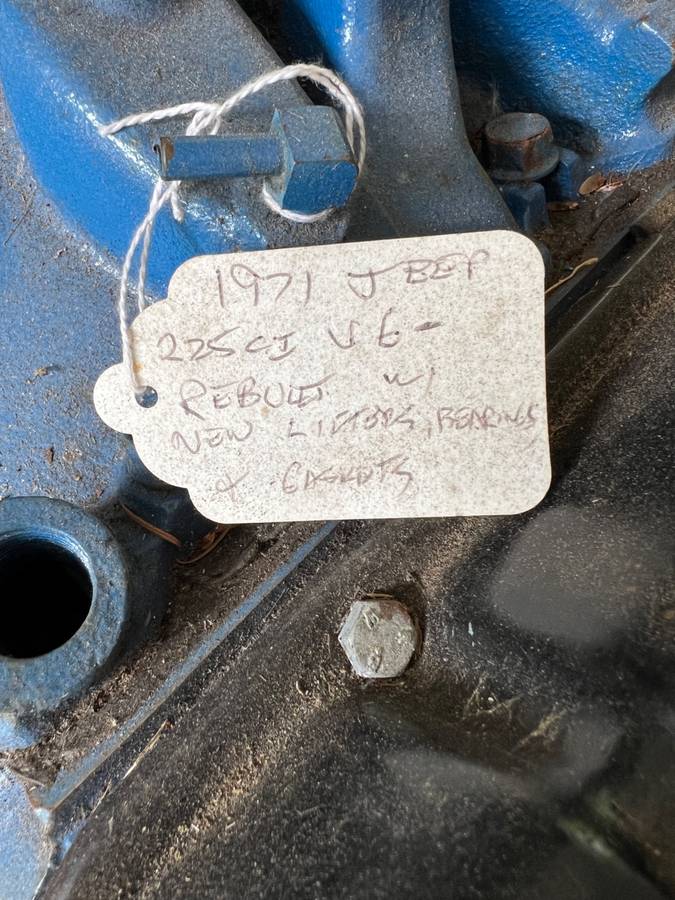 1971 JEEP
225CI V6-
REBUILT W/
NEW LIFTERS, BEARINGS
& GASKETS